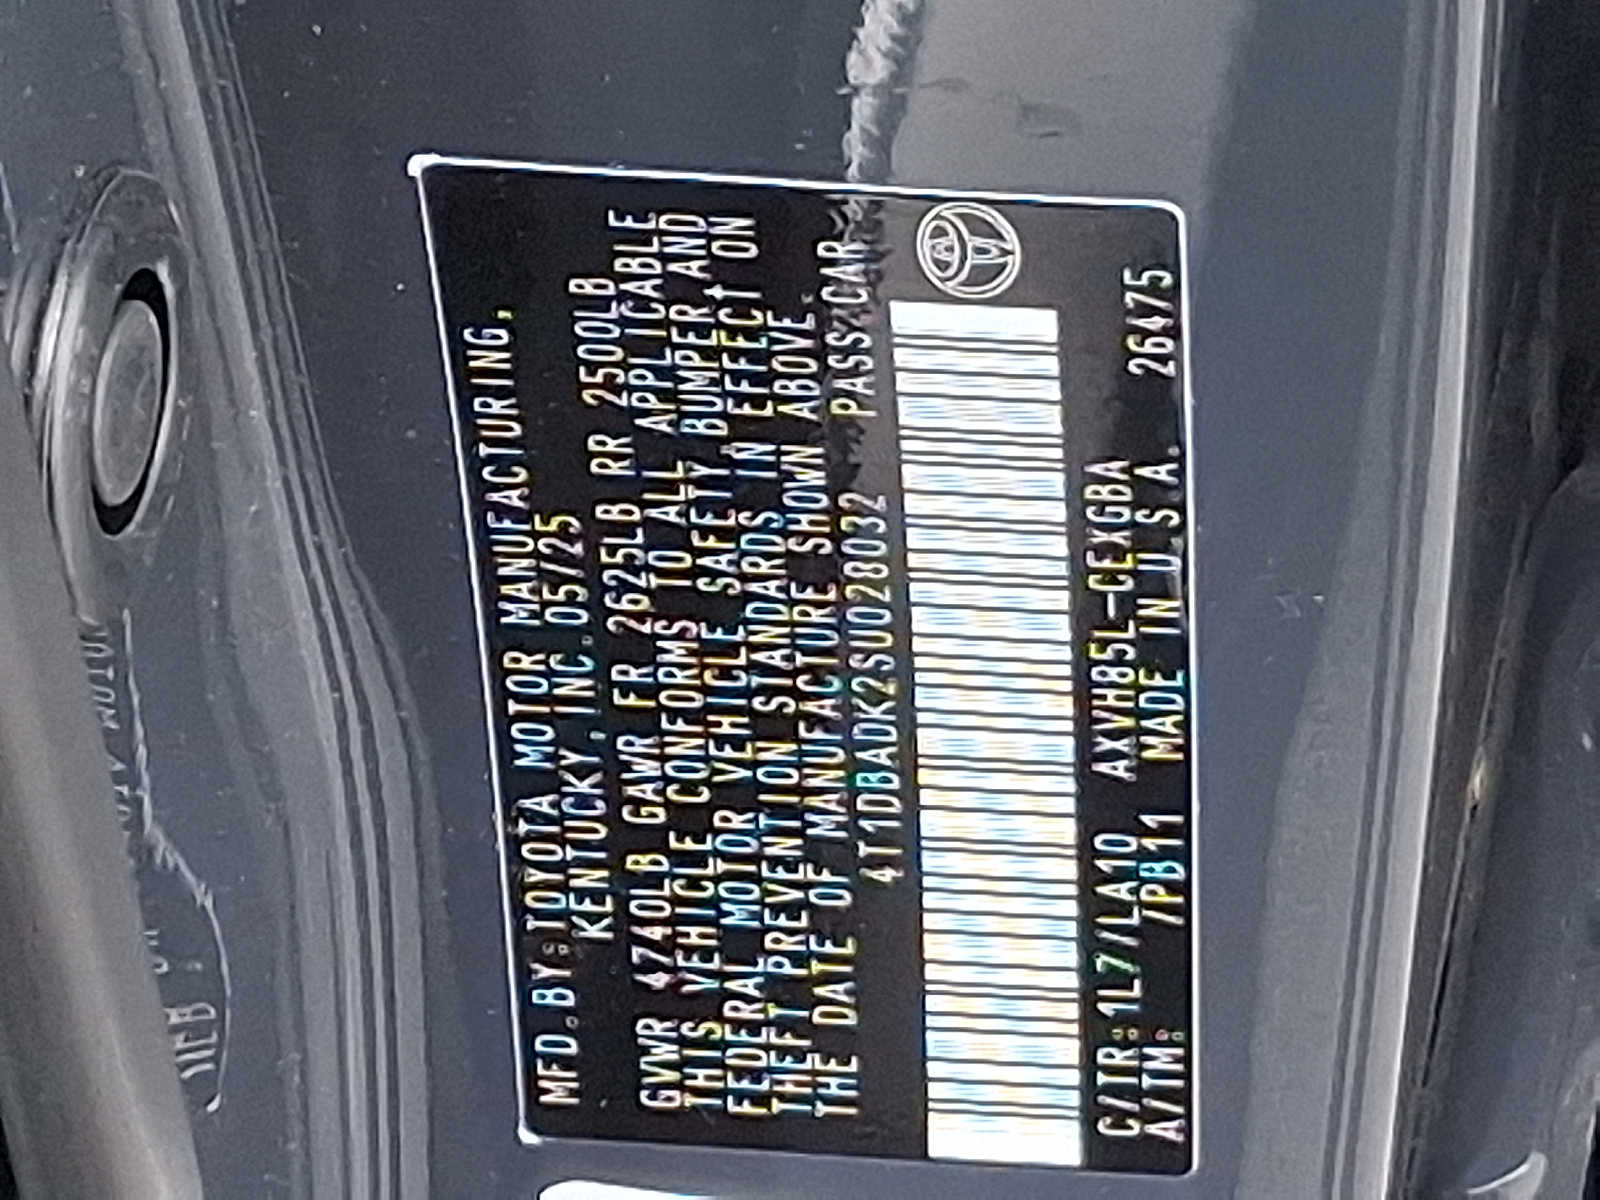 MFD.BY:TOYOTA MOTOR MANUFACTURING,
KENTUCKY,INC.05/25
GVWR 4740LB GAWR FR 2625LB RR 2500LB
THIS VEHICLE CONFORMS TO ALL APPLICABLE
FEDERAL MOTOR VEHICLE SAFETY,BUMPER,AND
THEFT PREVENTION STANDARDS IN EFFECT ON
THE DATE OF MANUFACTURE SHOWN ABOVE.
4T1DBADK2SU028032 PASS.CAR
C/TR:1L7/LA10 AXVH85L-CEXGBA
A/TM: /PB11 MADE IN U.S.A. 26475